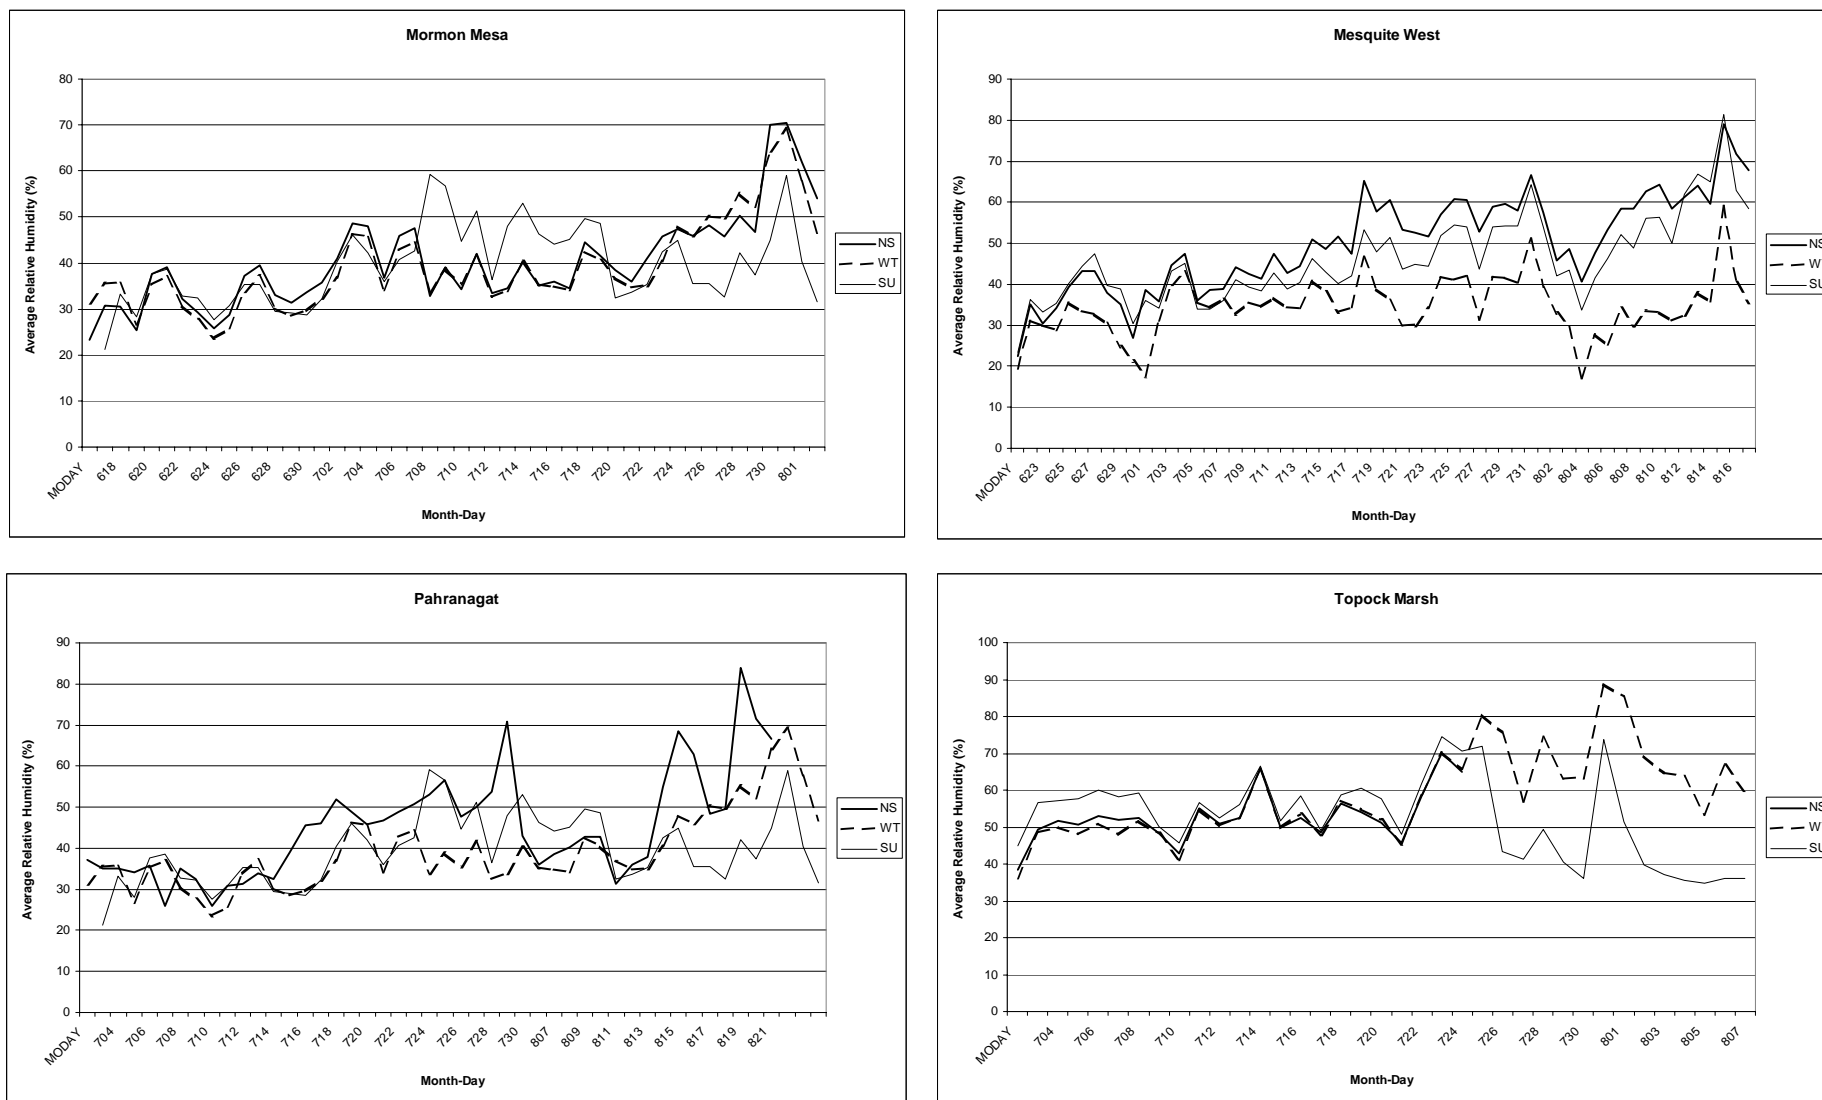 Mormon Mesa
80
70
60
50
40
30
20
10
0
Average Relative Humidity (%)
MODAY 618 620 622 624 626 628 630 702 704 706 708 710 712 714 716 718 720 722 724 726 728 730 801
Month-Day
NS
WT
SU
Mesquite West
90
80
70
60
50
40
30
20
10
0
Average Relative Humidity (%)
MODAY 623 625 627 629 701 703 705 707 709 711 713 715 717 719 721 723 725 727 729 731 802 804 806 808 810 812 814 816
Month-Day
NS
WT
SU
Pahranagat
90
80
70
60
50
40
30
20
10
0
Average Relative Humidity (%)
MODAY 704 706 708 710 712 714 716 718 720 722 724 726 728 730 807 809 811 813 815 817 819 821
Month-Day
NS
WT
SU
Topock Marsh
100
90
80
70
60
50
40
30
20
10
0
Average Relative Humidity (%)
MODAY 704 706 708 710 712 714 716 718 720 722 724 726 728 730 801 803 805 807
Month-Day
NS
WT
SU